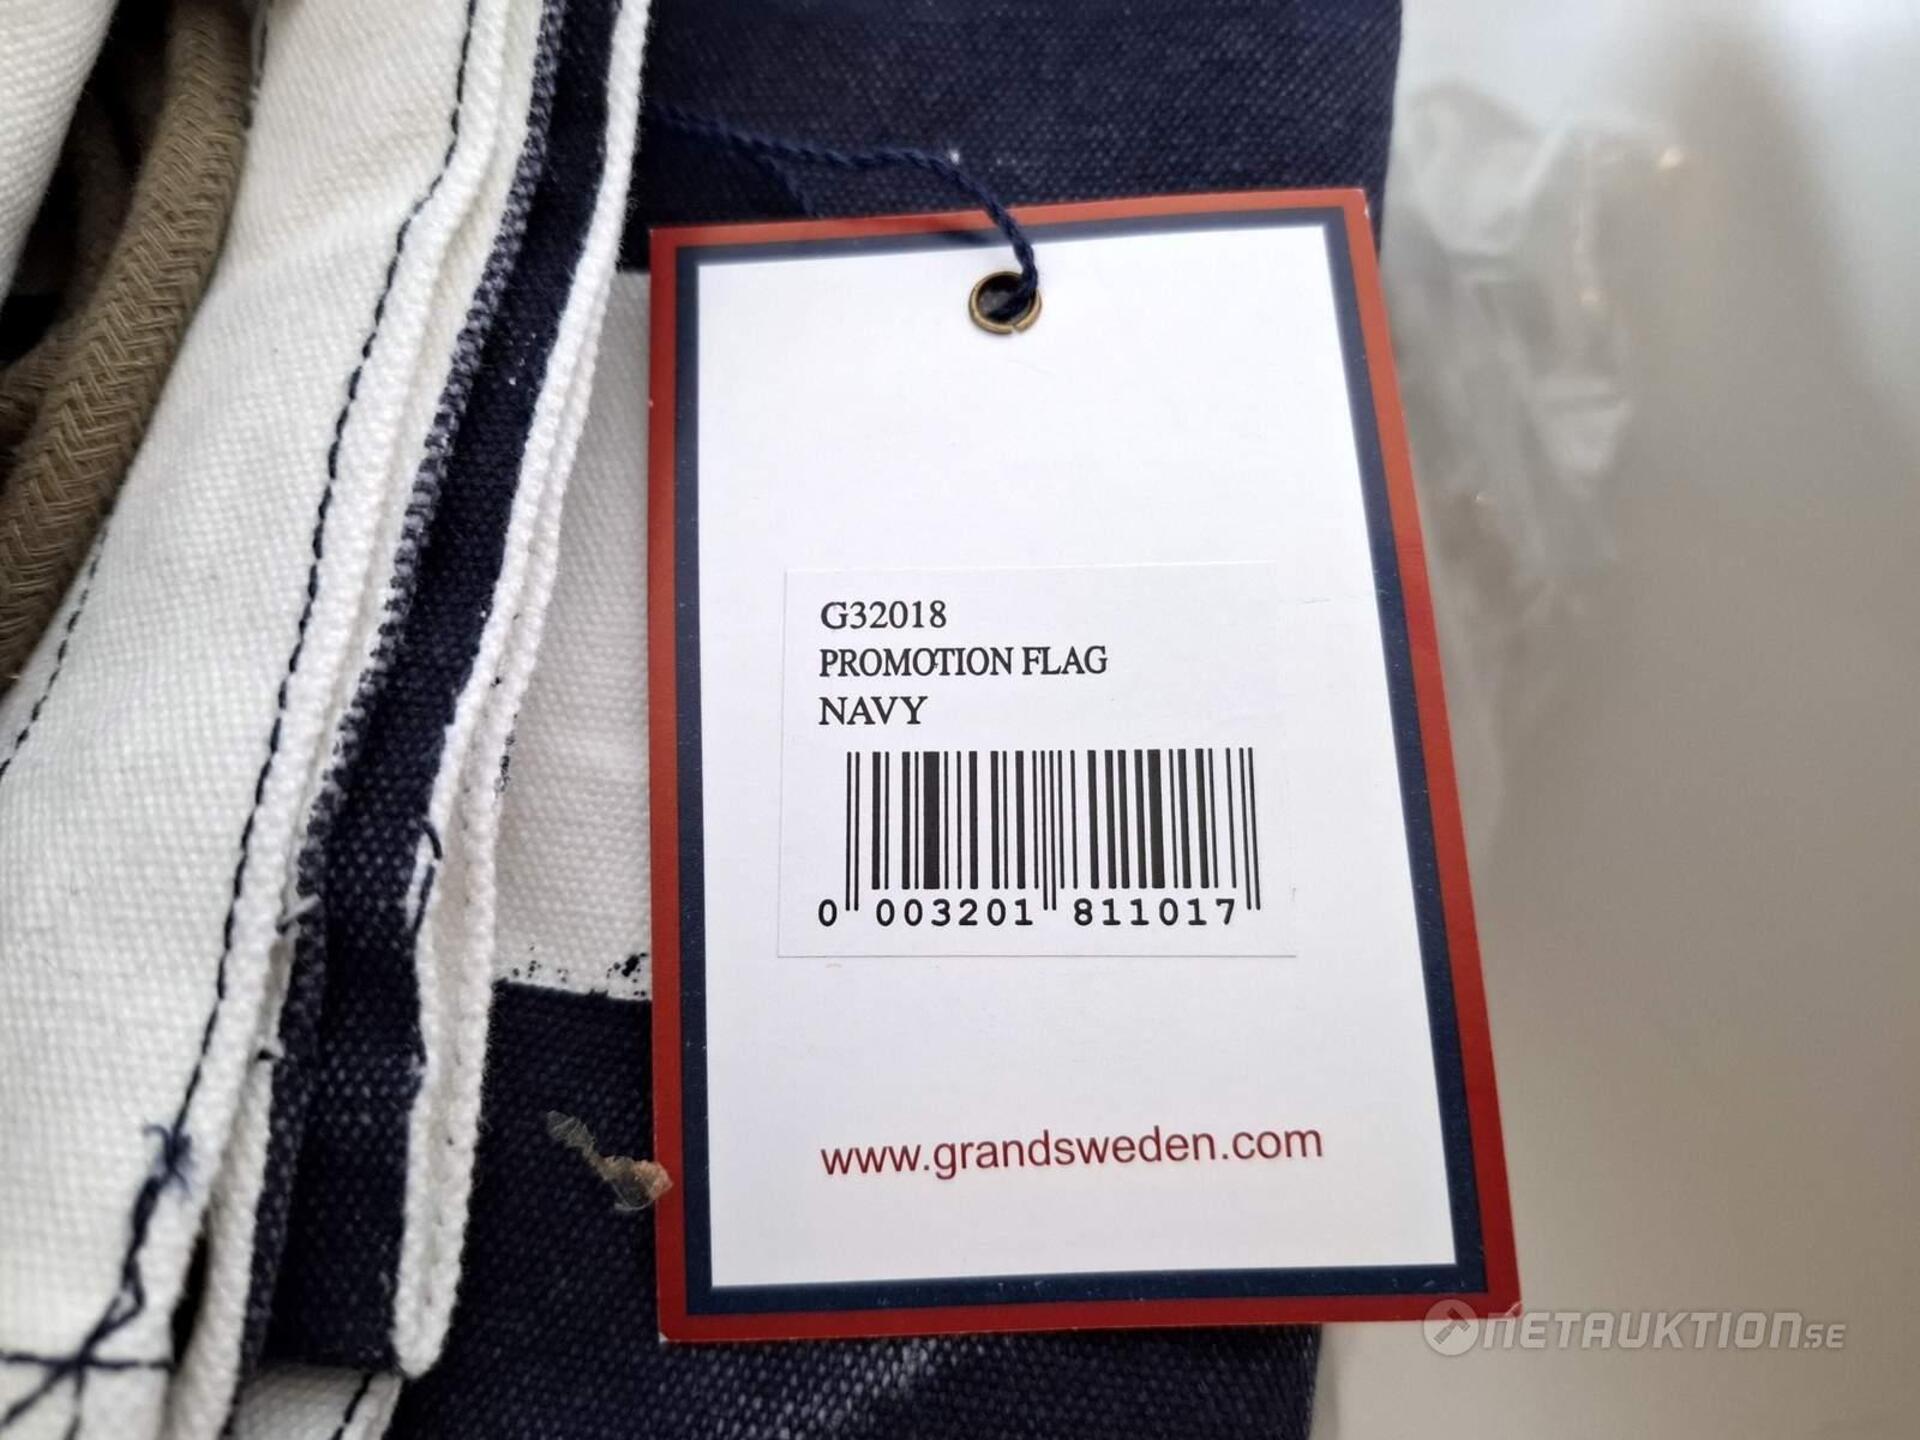 G32018
PROMOTION FLAG
NAVY
0 003201 811017
www.grandsweden.com
NETAUKTION.SE